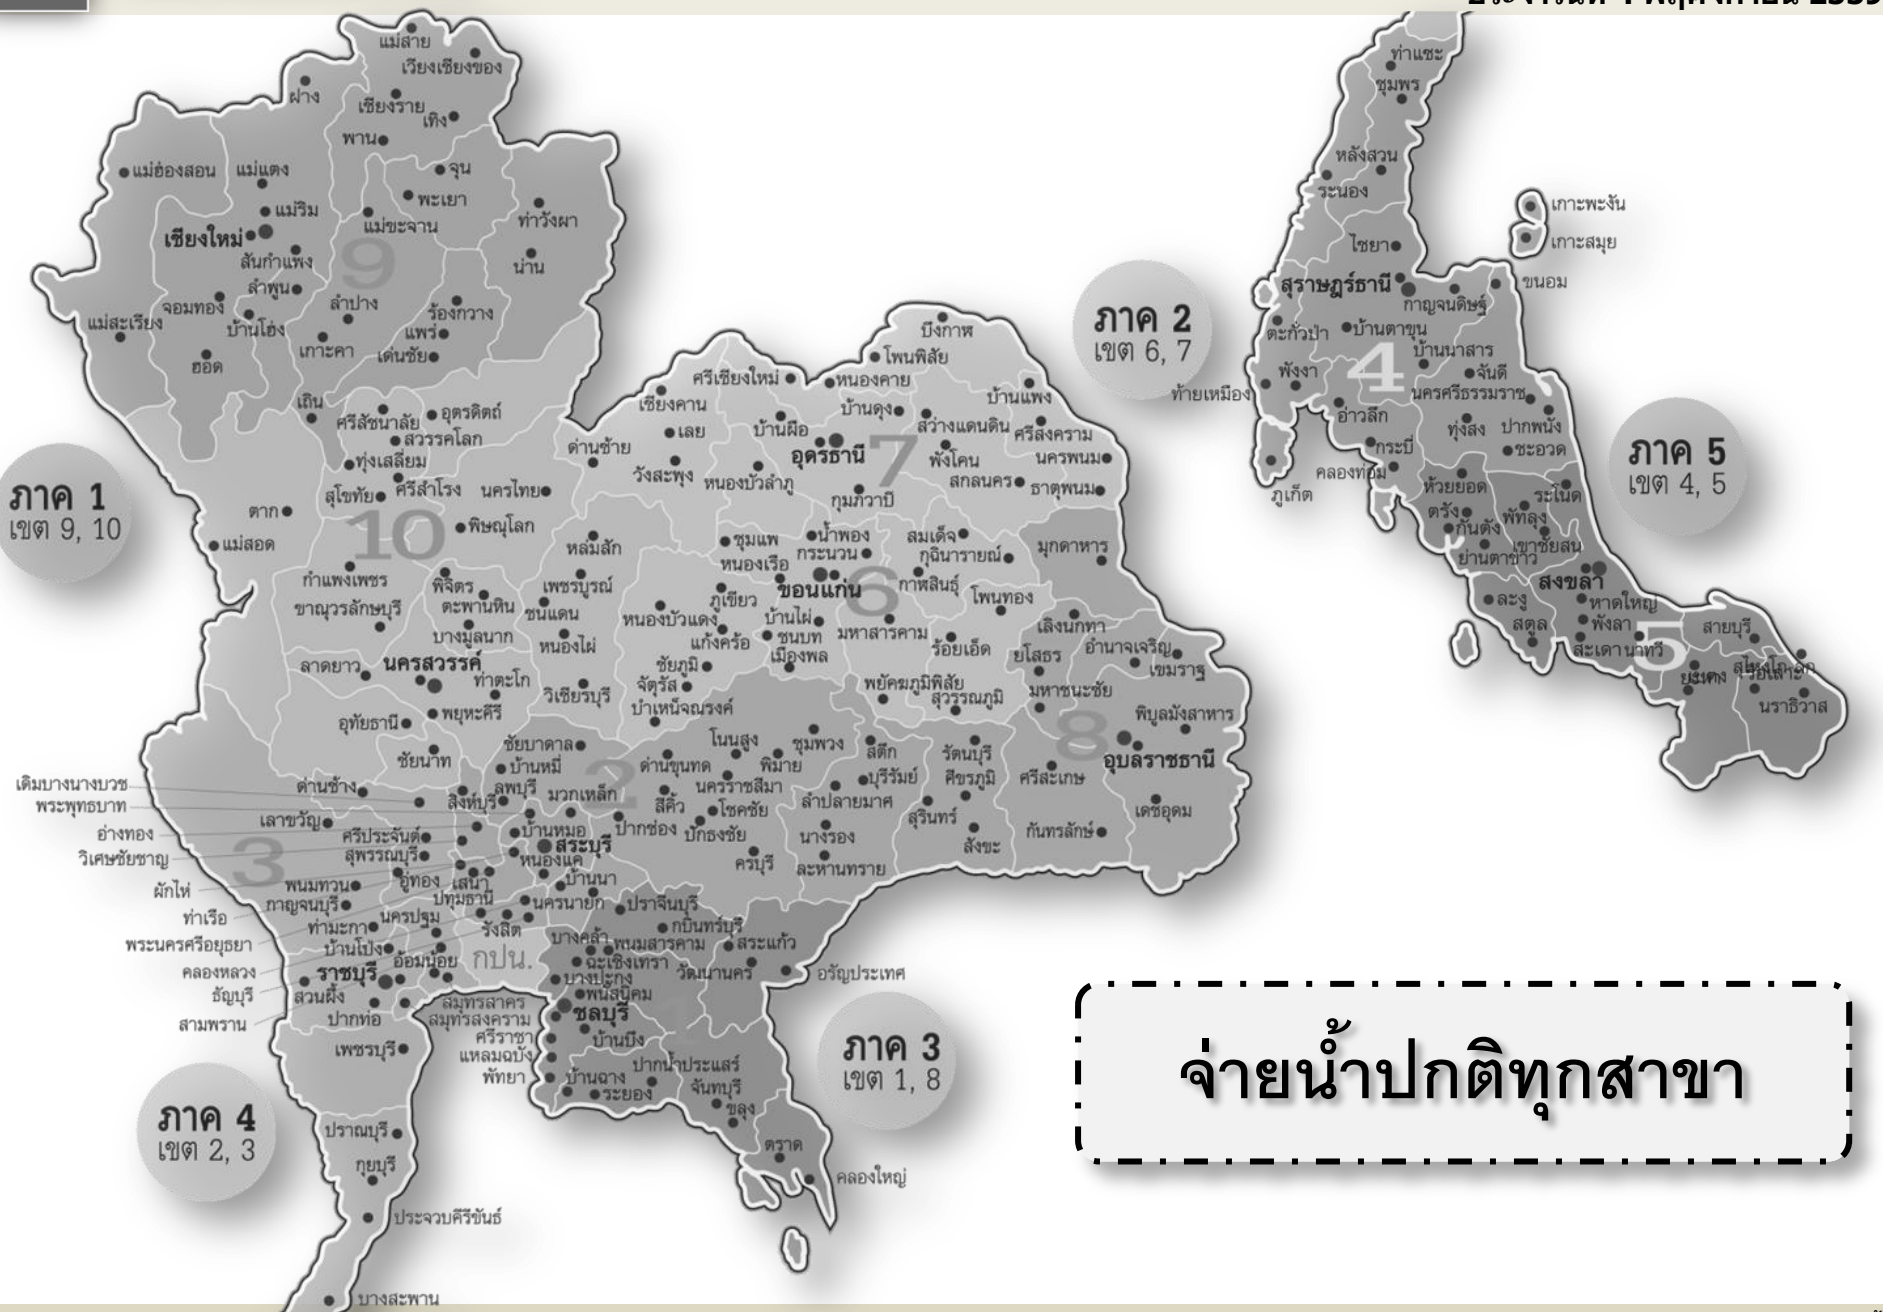 แม่สาย
เวียงเชียงของ
ฝาง
เชียงราย
เทิง
พาน
แม่ฮ่องสอน
แม่แตง
จุน
พะเยา
แม่ริม
แม่ขะจาน
ท่าวังผา
เชียงใหม่
สันกำแพง
9
น่าน
ลำพูน
จอมทอง
ลำปาง
ร้องกวาง
แม่สะเรียง
บ้านโฮ่ง
แพร่
เกาะคา
เด่นชัย
ฮอด
เถิน
ศรีสัชนาลัย
อุตรดิตถ์
สวรรคโลก
ทุ่งเสลี่ยม
สุโขทัย
ศรีสำโรง
นครไทย
ภาค 1
เขต 9, 10
ตาก
10
พิษณุโลก
แม่สอด
กำแพงเพชร
ขาณุวรลักษบุรี
พิจิตร
ตะพานหิน
บางมูลนาก
หล่มสัก
เพชรบูรณ์
ชนแดน
หนองไผ่
ลาดยาว
นครสวรรค์
ท่าตะโก
วิเชียรบุรี
อุทัยธานี
พยุหะคีรี
ชัยนาท
บึงกาฬ
โพนพิสัย
ศรีเชียงใหม่
หนองคาย
เชียงคาน
บ้านดุง
บ้านแพง
เลย
บ้านผือ
สว่างแดนดิน
ศรีสงคราม
ด่านซ้าย
อุดรธานี
7
พังโคน
นครพนม
วังสะพุง
หนองบัวลำภู
สกลนคร
ธาตุพนม
กุมภวาปี
ชุมแพ
น้ำพอง
สมเด็จ
กระนวน
กุฉินารายณ์
มุกดาหาร
หนองเรือ
ขอนแก่น
6
กาฬสินธุ์
ภูเขียว
โพนทอง
หนองบัวแดง
บ้านไผ่
แก้งคร้อ
ชนบท
มหาสารคาม
เลิงนกทา
เมืองพล
ร้อยเอ็ด
ยโสธร
อำนาจเจริญ
ชัยภูมิ
เขมราฐ
จัตุรัส
พยัคฆภูมิพิสัย
มหาชนะชัย
บำเหน็จณรงค์
สุวรรณภูมิ
พิบูลมังสาหาร
8
อุบลราชธานี
ชัยบาดาล
บ้านหมี่
โนนสูง
ชุมพวง
สตึก
รัตนบุรี
ด่านขุนทด
พิมาย
บุรีรัมย์
ศีขรภูมิ
ศรีสะเกษ
2
นครราชสีมา
ลำปลายมาศ
เดชอุดม
สีคิ้ว
โชคชัย
สุรินทร์
ปากช่อง
ปักธงชัย
นางรอง
สังขะ
กันทรลักษ์
ครบุรี
ละหานทราย
เดิมบางนางบวช
ด่านช้าง
สิงห์บุรี
ลพบุรี
มวกเหล็ก
พระพุทธบาท
เลาขวัญ
อ่างทอง
ศรีประจันต์
บ้านหมอ
วิเศษชัยชาญ
สุพรรณบุรี
สระบุรี
3
หนองแค
ผักไห่
พนมทวน
อู่ทอง
เสนา
บ้านนา
ท่าเรือ
กาญจนบุรี
ปทุมธานี
นครนายก
ปราจีนบุรี
พระนครศรีอยุธยา
ท่ามะกา
นครปฐม
รังสิต
กบินทร์บุรี
บ้านโป่ง
บางคล้า
พนมสารคาม
สระแก้ว
คลองหลวง
ราชบุรี
อ้อมน้อย
กปน.
ฉะเชิงเทรา
วัฒนานคร
อรัญประเทศ
ธัญบุรี
สวนผึ้ง
บางปะกง
พนัสนิคม
สามพราน
ปากท่อ
สมุทรสาคร
สมุทรสงคราม
ชลบุรี
1
ศรีราชา
บ้านบึง
เพชรบุรี
แหลมฉบัง
พัทยา
บ้านฉาง
ปากน้ำประแสร์
ระยอง
จันทบุรี
ขลุง
ตราด
คลองใหญ่
ภาค 3
เขต 1, 8
ภาค 4
เขต 2, 3
ปราณบุรี
กุยบุรี
ประจวบคีรีขันธ์
บางสะพาน
ภาค 2
เขต 6, 7
ท่าแซะ
ชุมพร
หลังสวน
ระนอง
เกาะพะงัน
เกาะสมุย
ไชยา
สุราษฎร์ธานี
ขนอม
กาญจนดิษฐ์
ตะกั่วป่า
บ้านตาขุน
4
บ้านนาสาร
พังงา
จันดี
ท้ายเหมือง
นครศรีธรรมราช
อ่าวลึก
ทุ่งสง
ปากพนัง
กระบี่
ชะอวด
คลองท่อม
ภูเก็ต
ห้วยยอด
ระโนด
ตรัง
พัทลุง
กันตัง
เขาชัยสน
ย่านตาขาว
สงขลา
ละงู
หาดใหญ่
สตูล
พังลา
5
สายบุรี
สะเดา
นาทวี
นราธิวาส
ภาค 5
เขต 4, 5
จ่ายน้ำปกติทุกสาขา